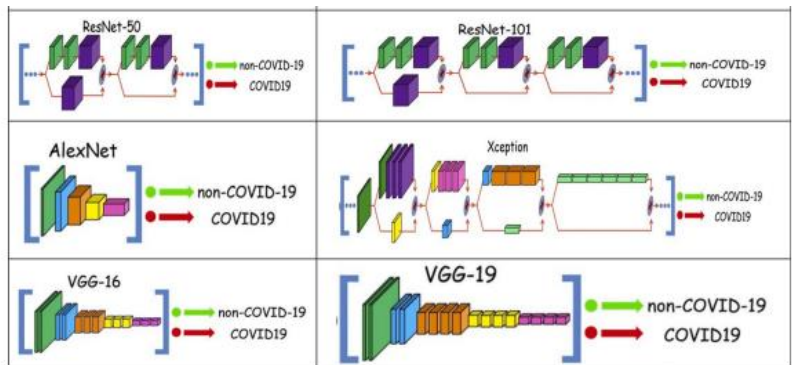 ResNet-50
non-COVID-19
COVID19
ResNet-101
non-COVID-19
COVID19
AlexNet
non-COVID-19
COVID19
Xception
non-COVID-19
COVID19
VGG-16
non-COVID-19
COVID19
VGG-19
non-COVID-19
COVID19